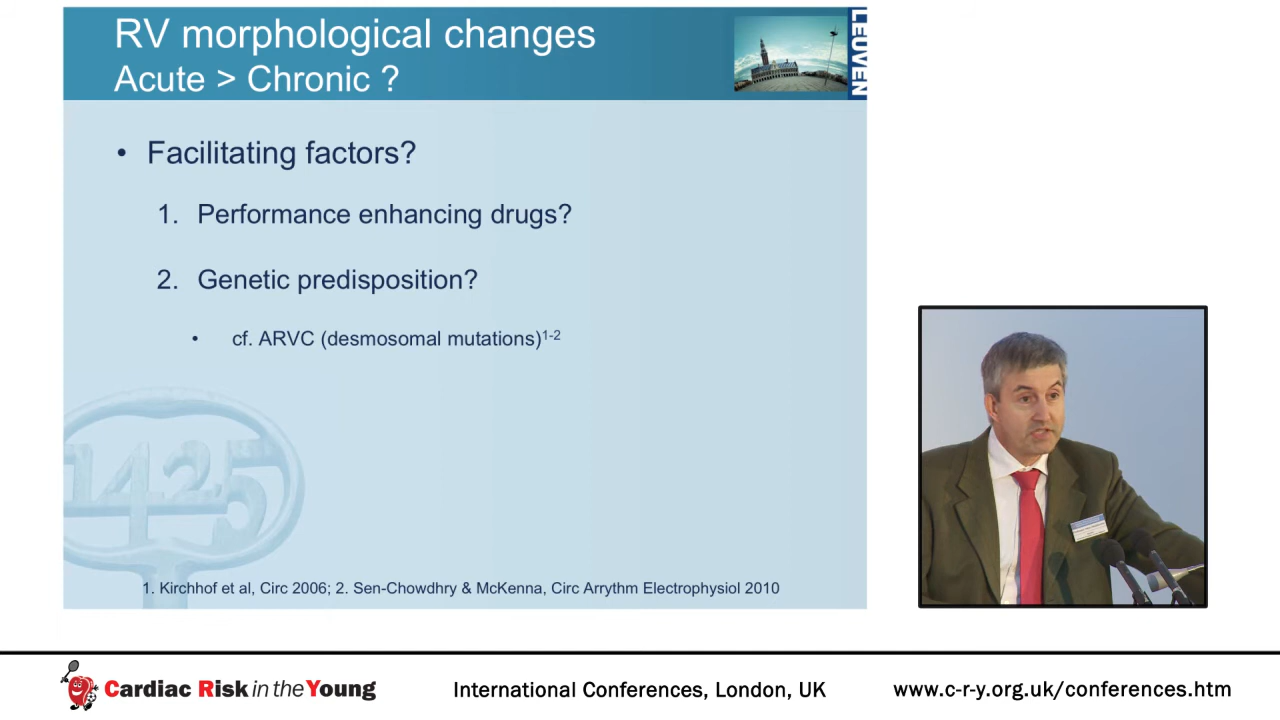 RV morphological changes
Acute > Chronic ?
LEUVEN
• Facilitating factors?
1. Performance enhancing drugs?
2. Genetic predisposition?
• cf. ARVC (desmosomal mutations)1-2
1425
1. Kirchhof et al, Circ 2006; 2. Sen-Chowdhry & McKenna, Circ Arrythm Electrophysiol 2010
Cardiac Risk in the Young
International Conferences, London, UK
www.c-r-y.org.uk/conferences.htm